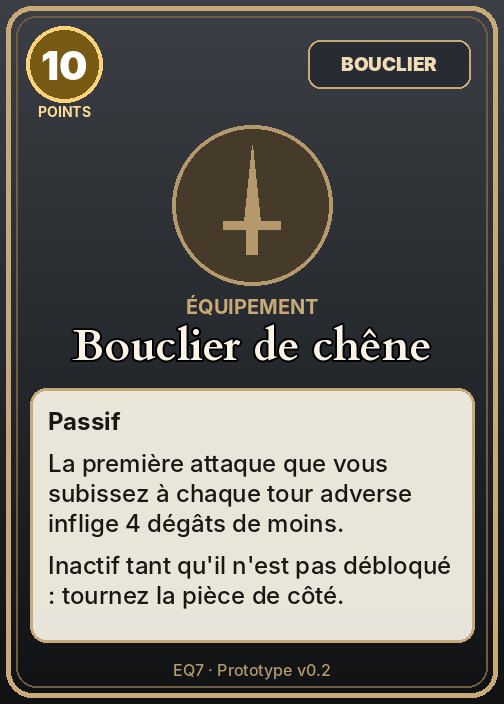 10
POINTS
BOUCLIER
ÉQUIPEMENT
Bouclier de chêne
Passif
La première attaque que vous
subissez à chaque tour adverse
inflige 4 dégâts de moins.
Inactif tant qu'il n'est pas débloqué
: tournez la pièce de côté.
EQ7 · Prototype v0.2